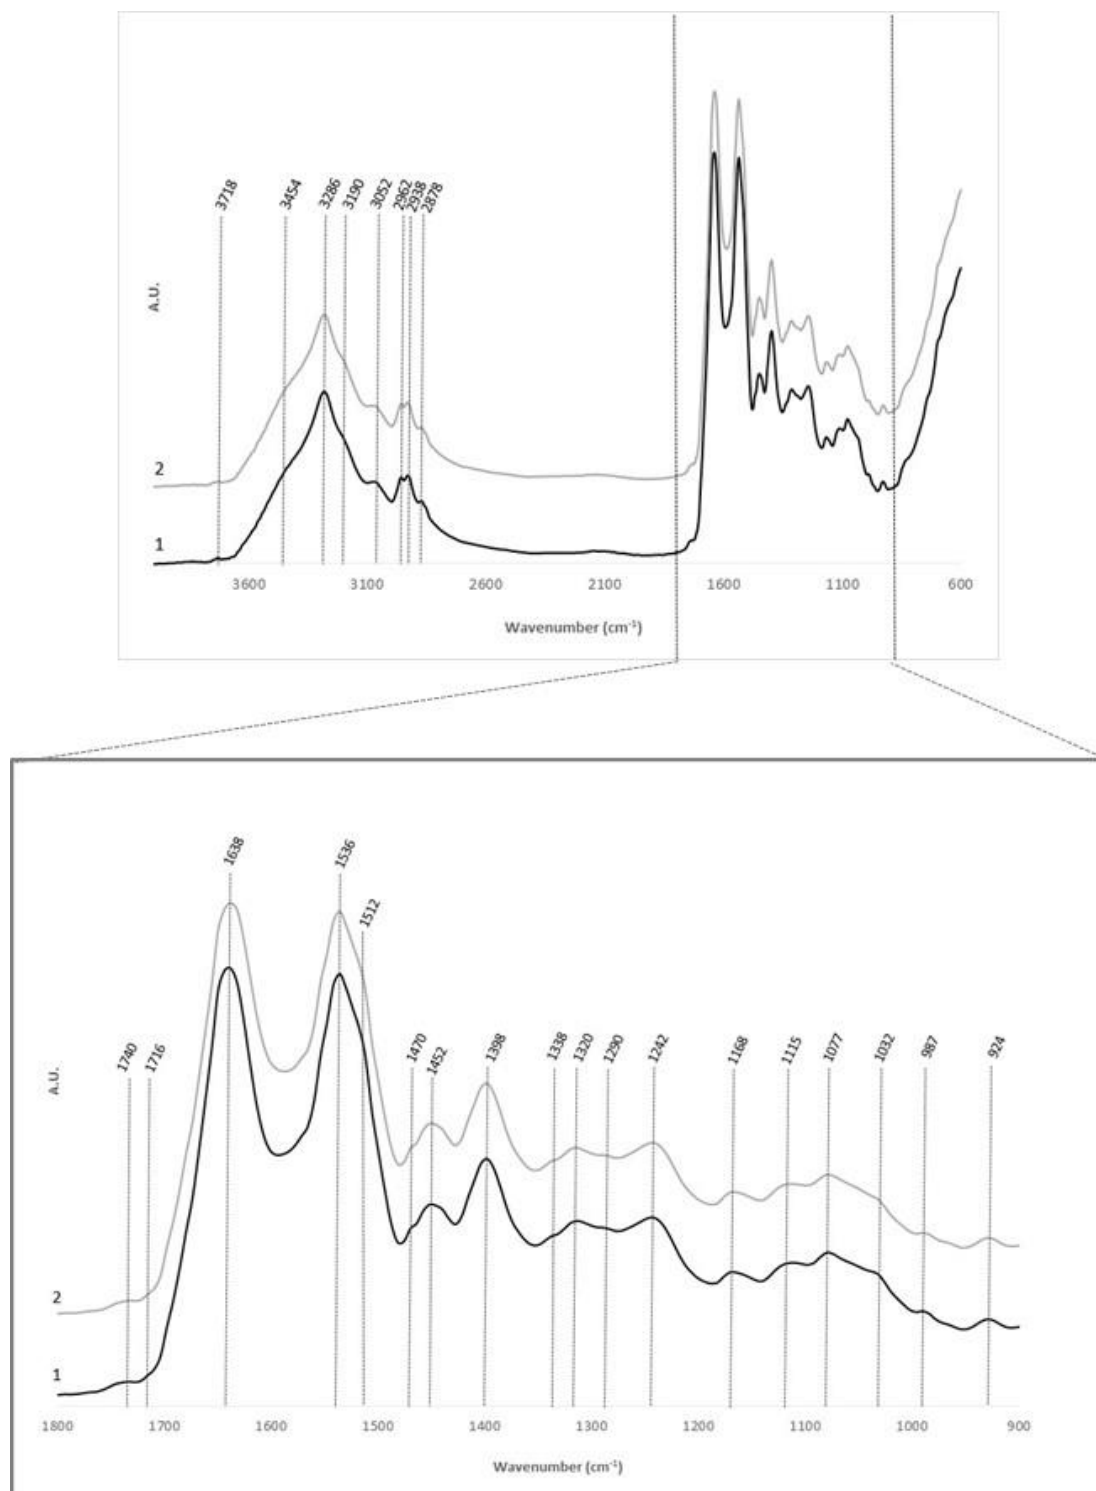 3718 3454 3286 3190 3052 2962 2938 2878
A.U.
2
1
3600 3100 2600 2100 1600 1100 600
Wavenumber (cm⁻¹)
1638 1536 1512
1740 1716 1470 1452 1398 1338 1320 1290 1242 1168 1115 1077 1032 987 924
A.U.
2
1
1800 1700 1600 1500 1400 1300 1200 1100 1000 900
Wavenumber (cm⁻¹)